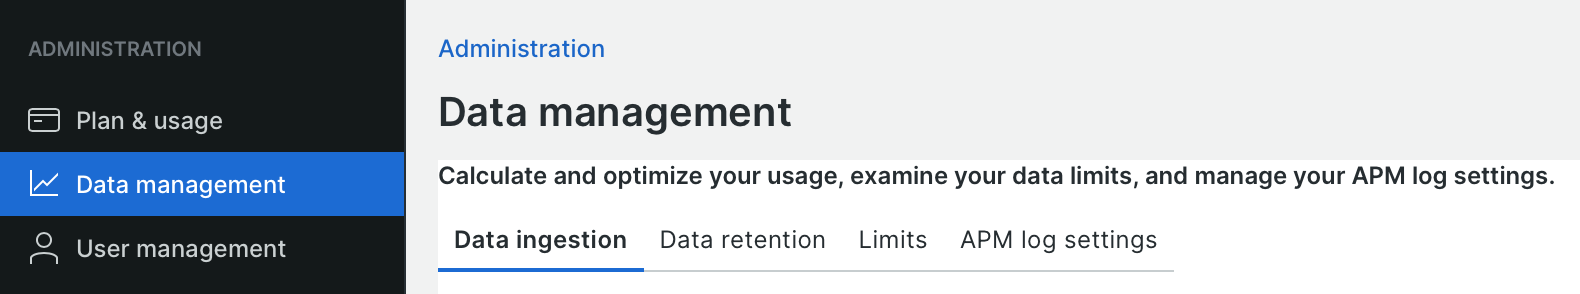 ADMINISTRATION
Plan & usage
Data management
User management
Administration
Data management
Calculate and optimize your usage, examine your data limits, and manage your APM log settings.
Data ingestion Data retention Limits APM log settings